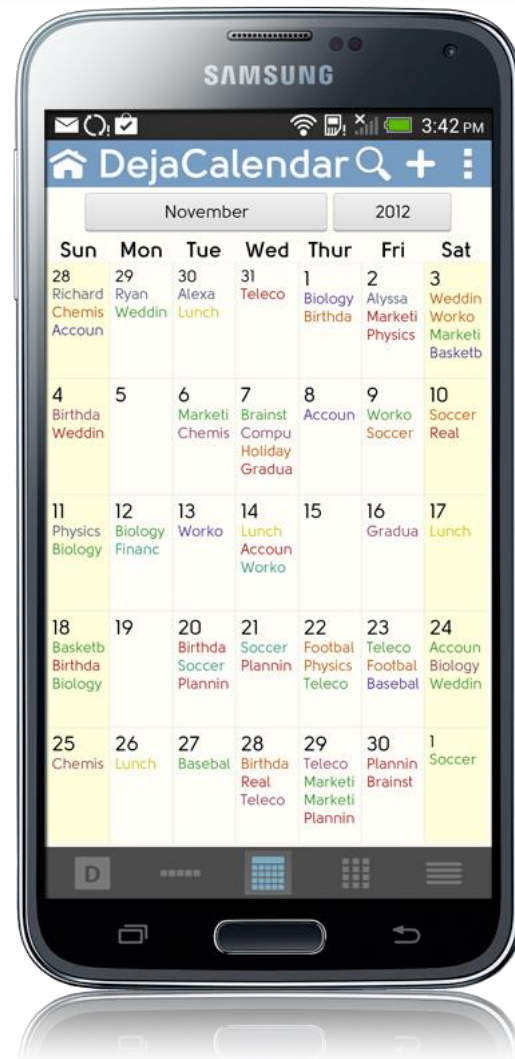 SAMSUNG
3:42 PM
DejaCalendar
November 2012
Sun Mon Tue Wed Thur Fri Sat
28 29 30 31 1 2 3
Richard Ryan Alexa Teleco Biology Alyssa Weddin
Chemis Weddin Lunch Birthda Marketi Worko
Accoun Physics Marketi
Basketb
4 5 6 7 8 9 10
Birthda Marketi Brainst Accoun Worko Soccer
Weddin Chemis Compu Soccer Real
Holiday
Gradua
11 12 13 14 15 16 17
Physics Biology Worko Lunch Gradua Lunch
Biology Financ Accoun
Worko
18 19 20 21 22 23 24
Basketb Birthda Soccer Footbal Teleco Accoun
Birthda Soccer Plannin Physics Footbal Biology
Biology Plannin Teleco Basebal Weddin
25 26 27 28 29 30 1
Chemis Lunch Basebal Birthda Teleco Plannin Soccer
Real Marketi Brainst
Teleco Marketi
Plannin
D